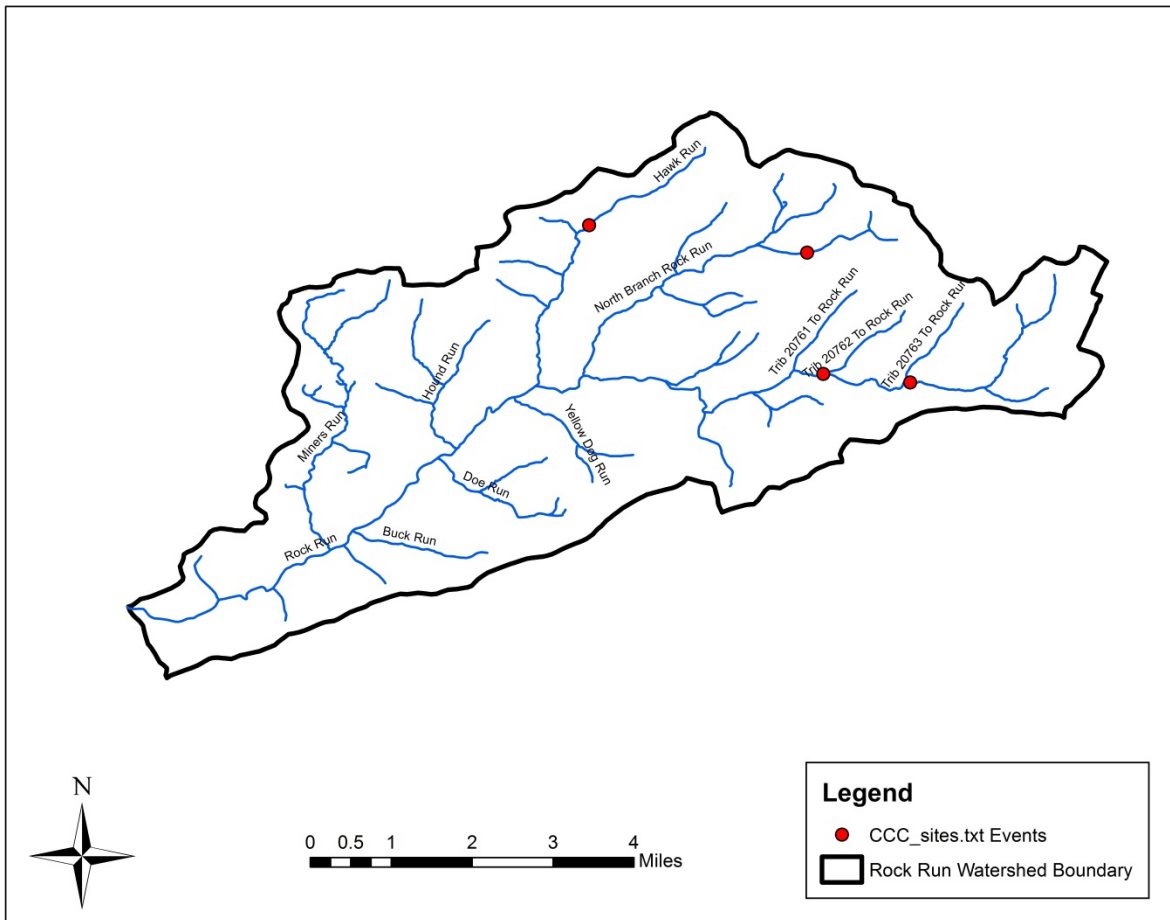 Hawk Run
North Branch Rock Run
Trib 20761 To Rock Run
Trib 20762 To Rock Run
Trib 20763 To Rock Run
Hound Run
Miners Run
Yellow Dog Run
Doe Run
Buck Run
Rock Run
N
0 0.5 1 2 3 4
Miles
Legend
CCC_sites.txt Events
Rock Run Watershed Boundary